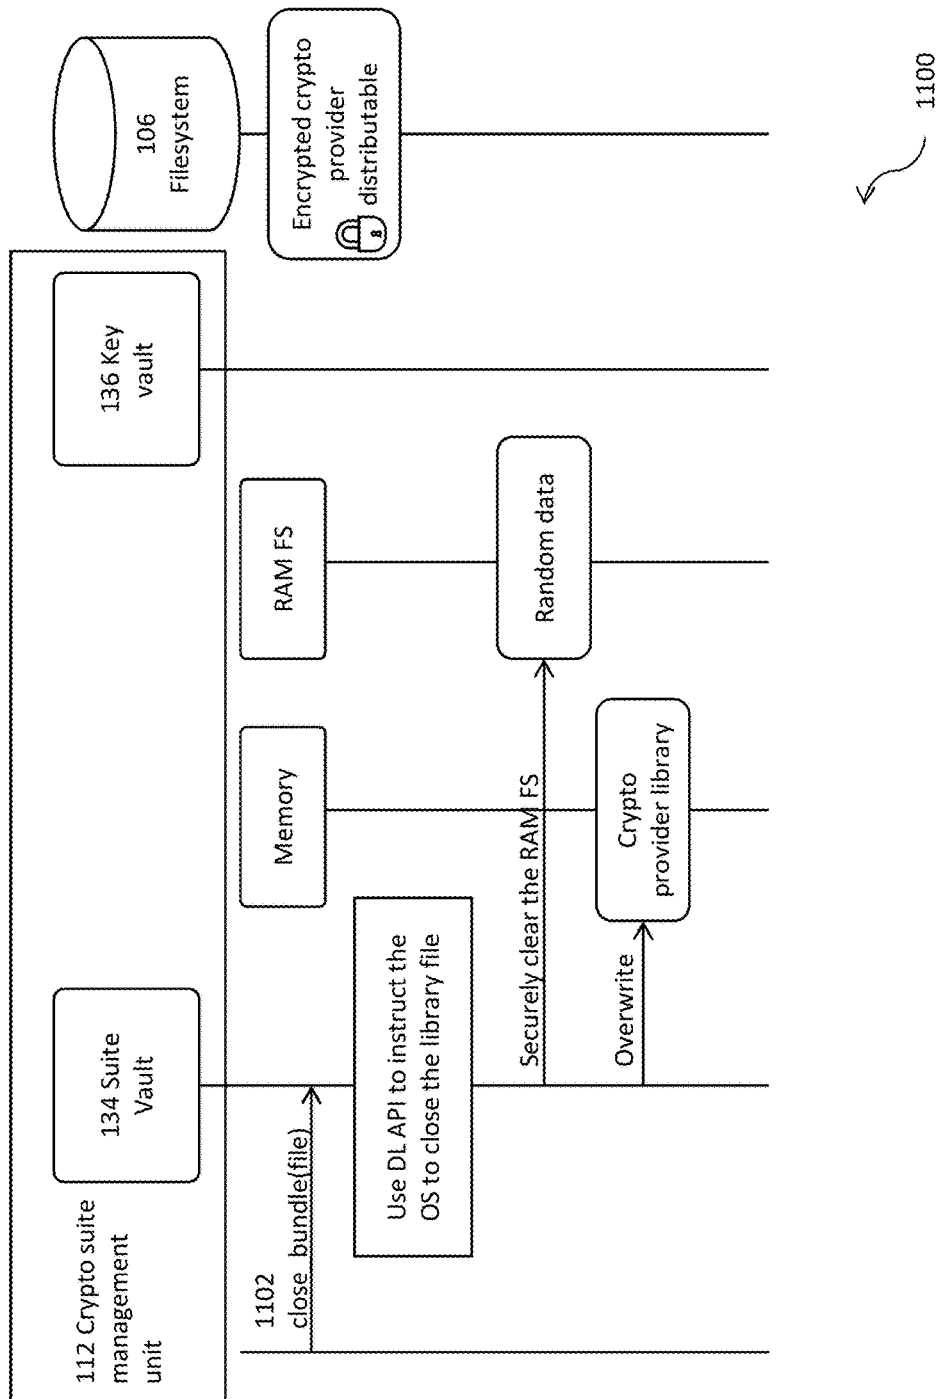 112 Crypto suite
management
unit
134 Suite
Vault
136 Key
vault
106
Filesystem
Memory
RAM FS
Encrypted crypto
provider
distributable
1102
close bundle(file)
Use DL API to instruct the
OS to close the library file
Securely clear the RAM FS
Random data
Overwrite
Crypto
provider library
1100